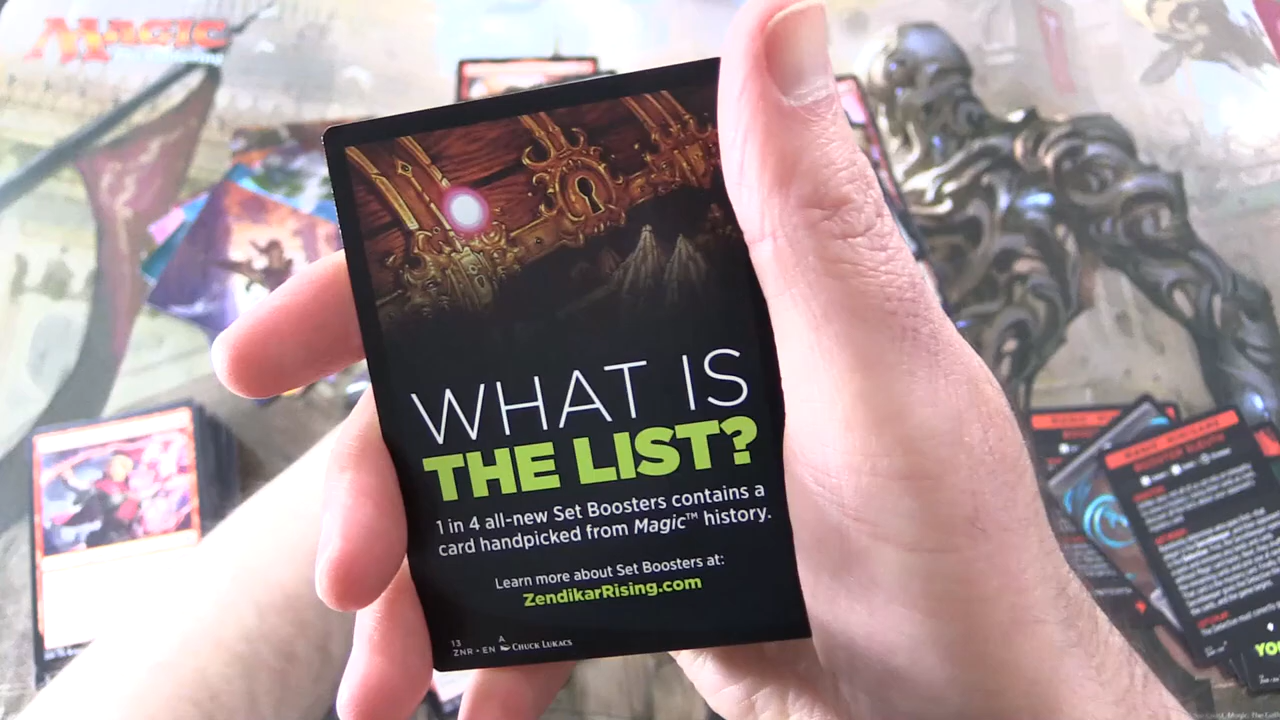 MAGIC
WHAT IS
THE LIST?
1 in 4 all-new Set Boosters contains a
card handpicked from Magic™ history.
Learn more about Set Boosters at:
ZendikarRising.com
13 A
ZNR • EN CHUCK LUKACS